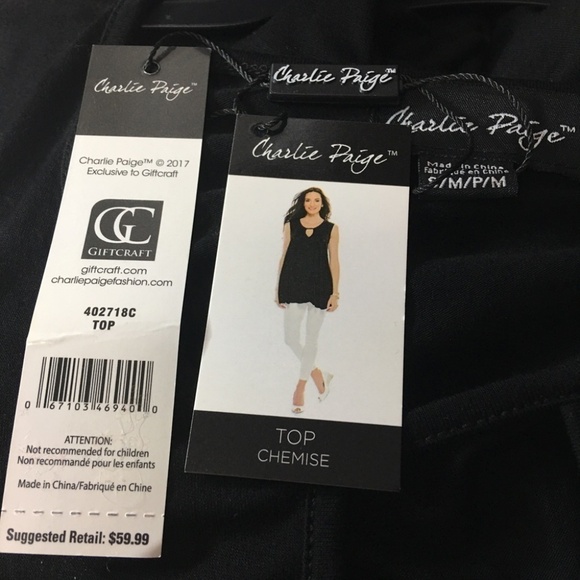 Charlie Paige™
Charlie Paige™ © 2017
Exclusive to Giftcraft
GC
GIFTCRAFT
giftcraft.com
charliepaigefashion.com
402718C
TOP
0 67103 46940 0
ATTENTION:
Not recommended for children
Non recommandé pour les enfants
Made in China/Fabriqué en Chine
Suggested Retail: $59.99
Charlie Paige™
Charlie Paige™
TOP
CHEMISE
Charlie Paige™
Made in China
Fabriqué en Chine
S/M/P/M